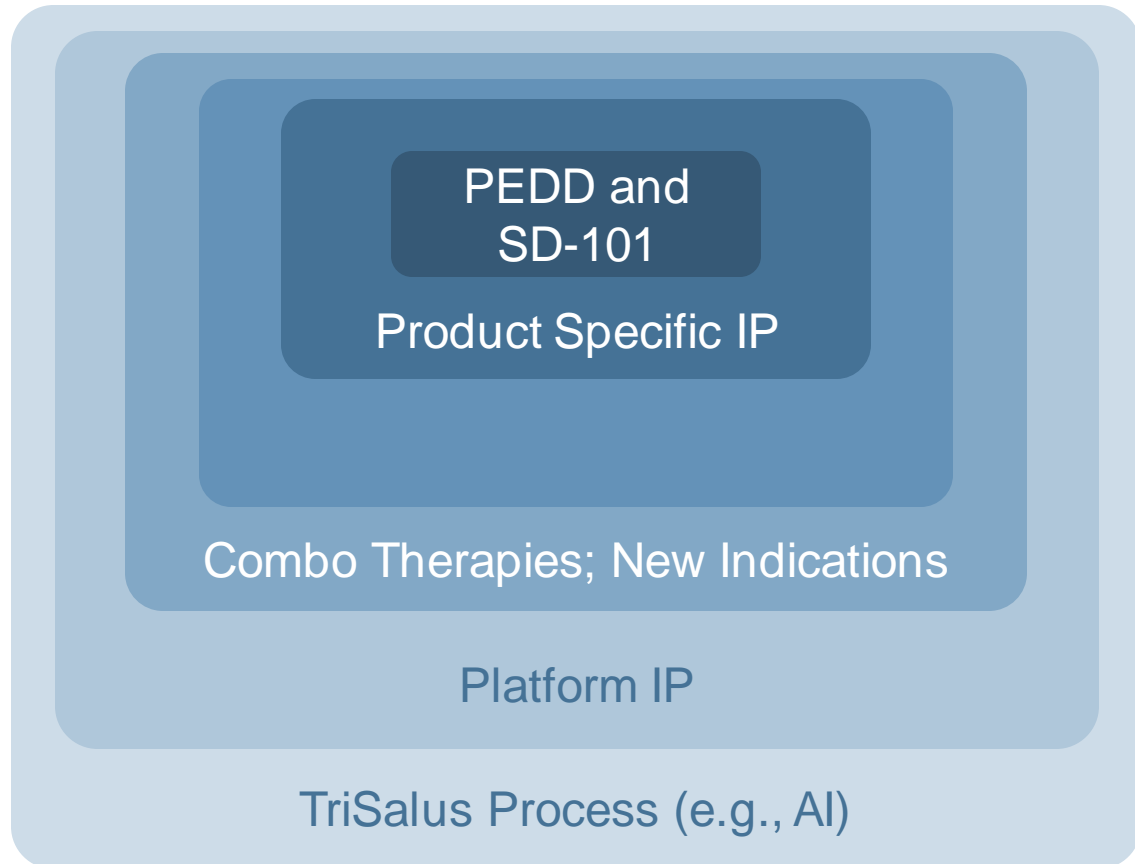 PEDD and
SD-101
Product Specific IP
Combo Therapies; New Indications
Platform IP
TriSalus Process (e.g., AI)